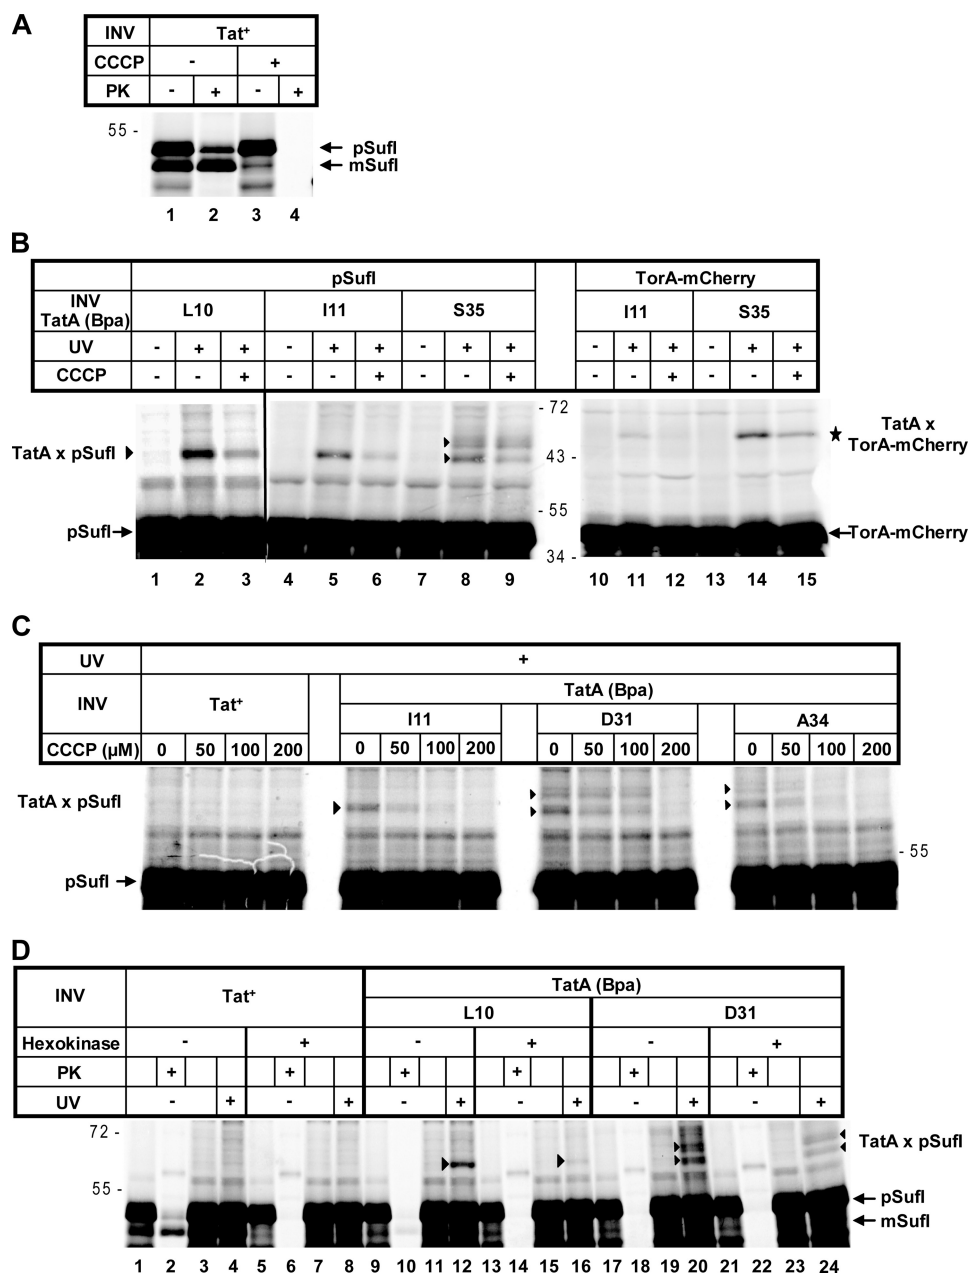 A
INV Tat+
CCCP - +
PK - + - +
55 -
pSufI
mSufI
1 2 3 4
B
pSufI TorA-mCherry
INV
TatA (Bpa) L10 I11 S35 I11 S35
UV - + + - + + - + + - + + - + +
CCCP - - + - - + - - + - - + - - +
- 72
TatA x pSufI 43 - TatA x
TorA-mCherry
- 55
pSufI TorA-mCherry
34 -
1 2 3 4 5 6 7 8 9 10 11 12 13 14 15
C
UV +
INV Tat+ TatA (Bpa)
I11 D31 A34
CCCP (µM) 0 50 100 200 0 50 100 200 0 50 100 200 0 50 100 200
TatA x pSufI
- 55
pSufI
D
INV Tat+ TatA (Bpa)
L10 D31
Hexokinase - + - + - +
PK + + + + + +
UV - + - + - + - + - + - +
72 -
TatA x pSufI
55 -
pSufI
mSufI
1 2 3 4 5 6 7 8 9 10 11 12 13 14 15 16 17 18 19 20 21 22 23 24